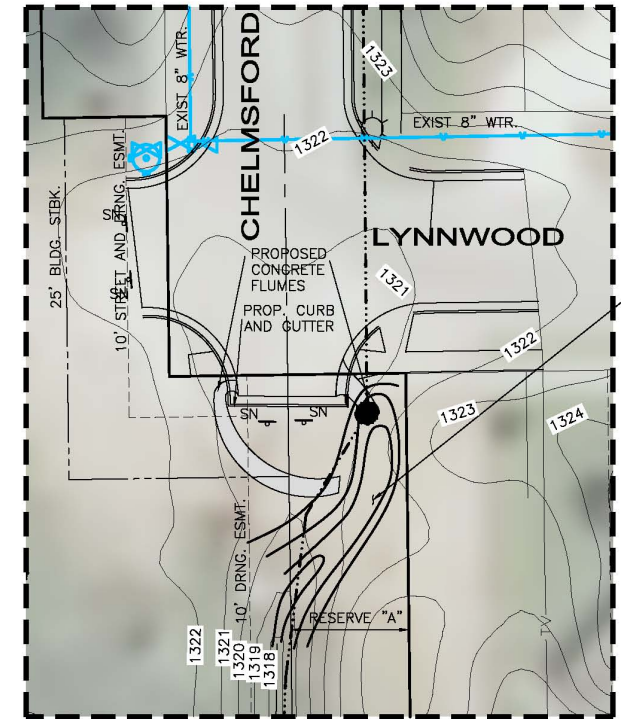 EXIST 8" WTR.
CHELMSFORD
1323
EXIST 8" WTR.
1322
25' BLDG. STBK.
10' STREET AND DRNG. ESMT.
SN
SN
LYNNWOOD
PROPOSED
CONCRETE
FLUMES
1321
PROP. CURB
AND GUTTER
1322
SN
SN
1323
1324
10' DRNG. ESMT.
RESERVE "A"
TV
1322
1321
1320
1319
1318